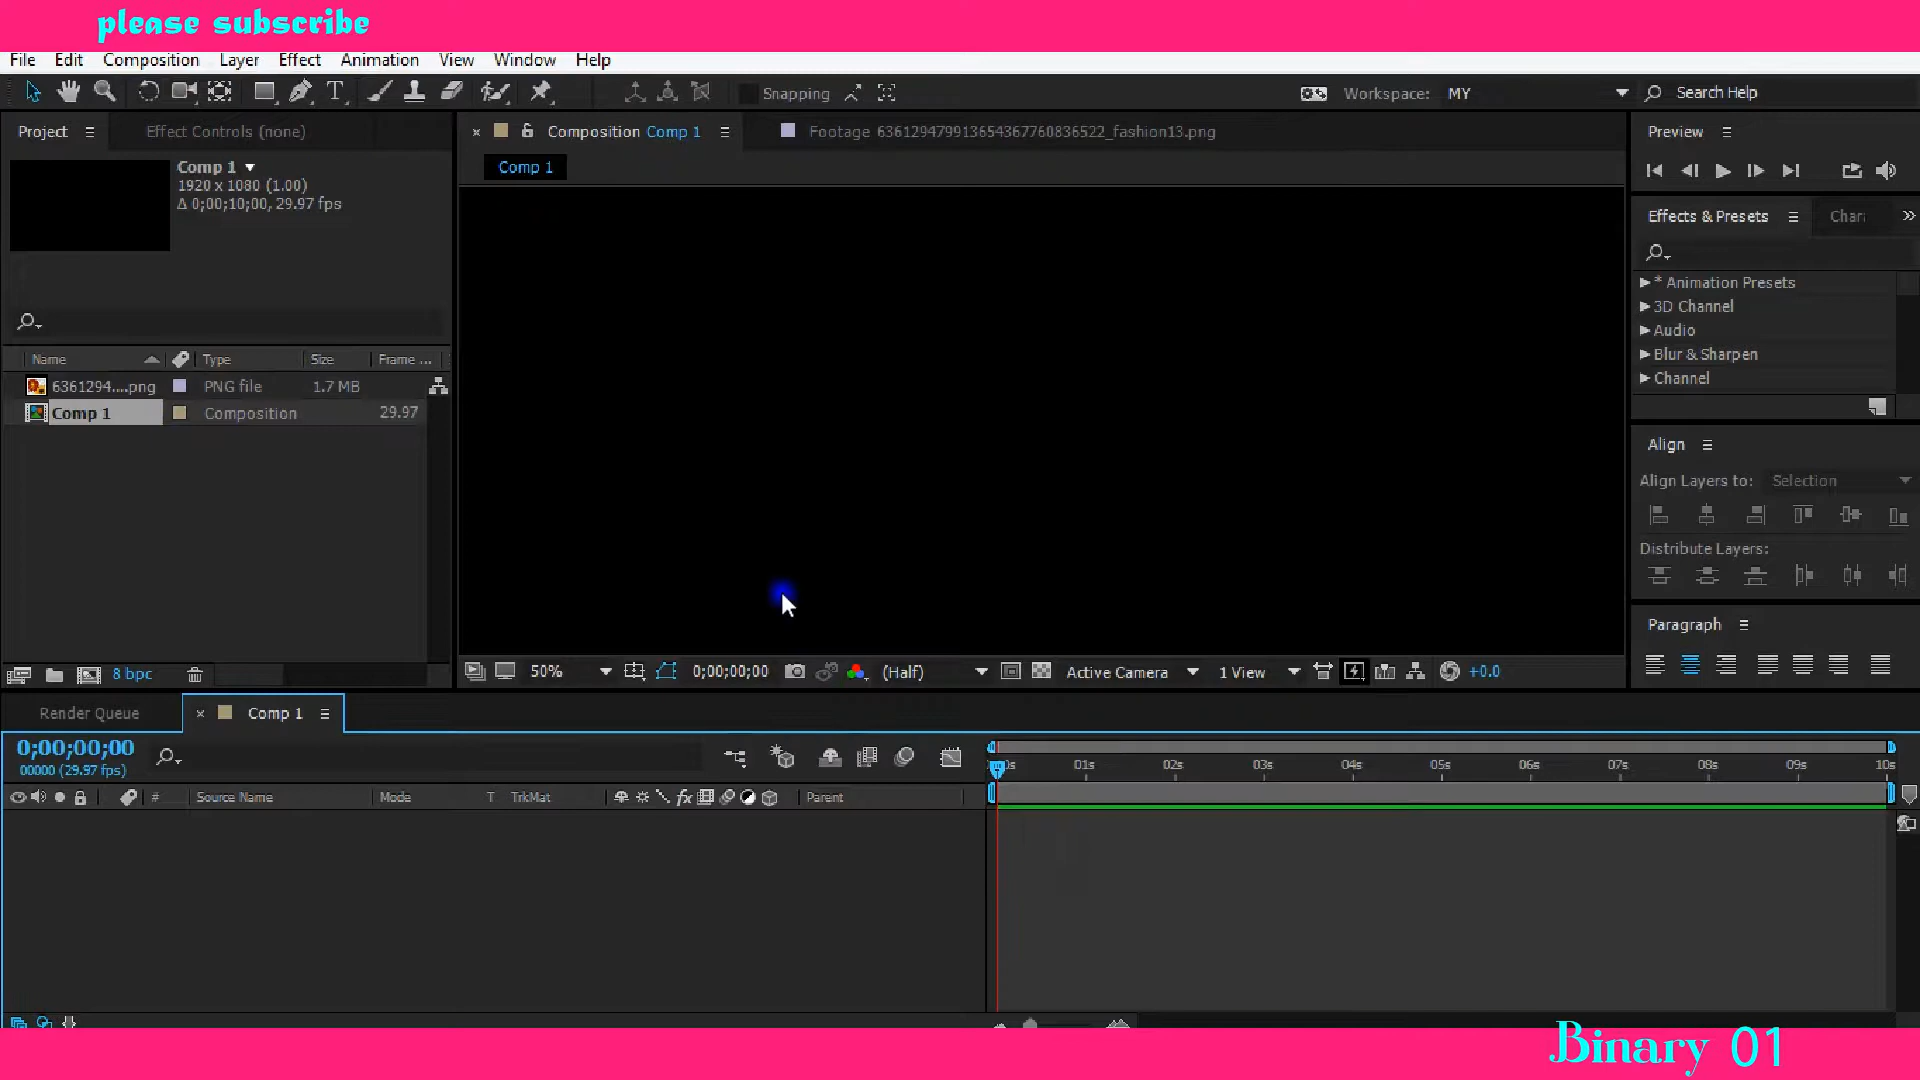 please subscribe
File Edit Composition Layer Effect Animation View Window Help
Snapping Workspace: MY Search Help
Project Effect Controls (none) Composition Comp 1 Footage 636129479913654367760836522_fashion13.png Preview
Comp 1
1920 x 1080 (1.00)
Δ 0;00;10;00, 29.97 fps
Comp 1
Effects & Presets
* Animation Presets
3D Channel
Audio
Blur & Sharpen
Channel
Name Type Size Frame ...
6361294....png PNG file 1.7 MB
Comp 1 Composition 29.97
Align
Align Layers to: Selection
Distribute Layers:
Paragraph
8 bpc
50% 0;00;00;00 (Half) Active Camera 1 View +0.0
Render Queue Comp 1
0;00;00;00
00000 (29.97 fps)
01s 02s 03s 04s 05s 06s 07s 08s 09s 10s
# Source Name Mode T TrkMat fx Parent
Binary 01